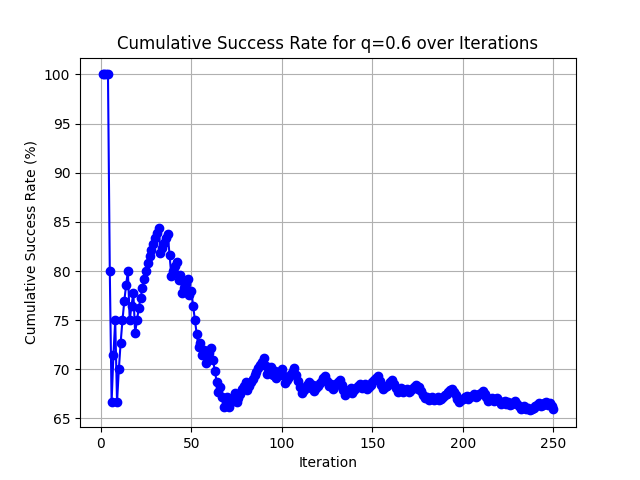 Cumulative Success Rate for q=0.6 over Iterations
100
95
90
85
80
75
70
65
Cumulative Success Rate (%)
0 50 100 150 200 250
Iteration